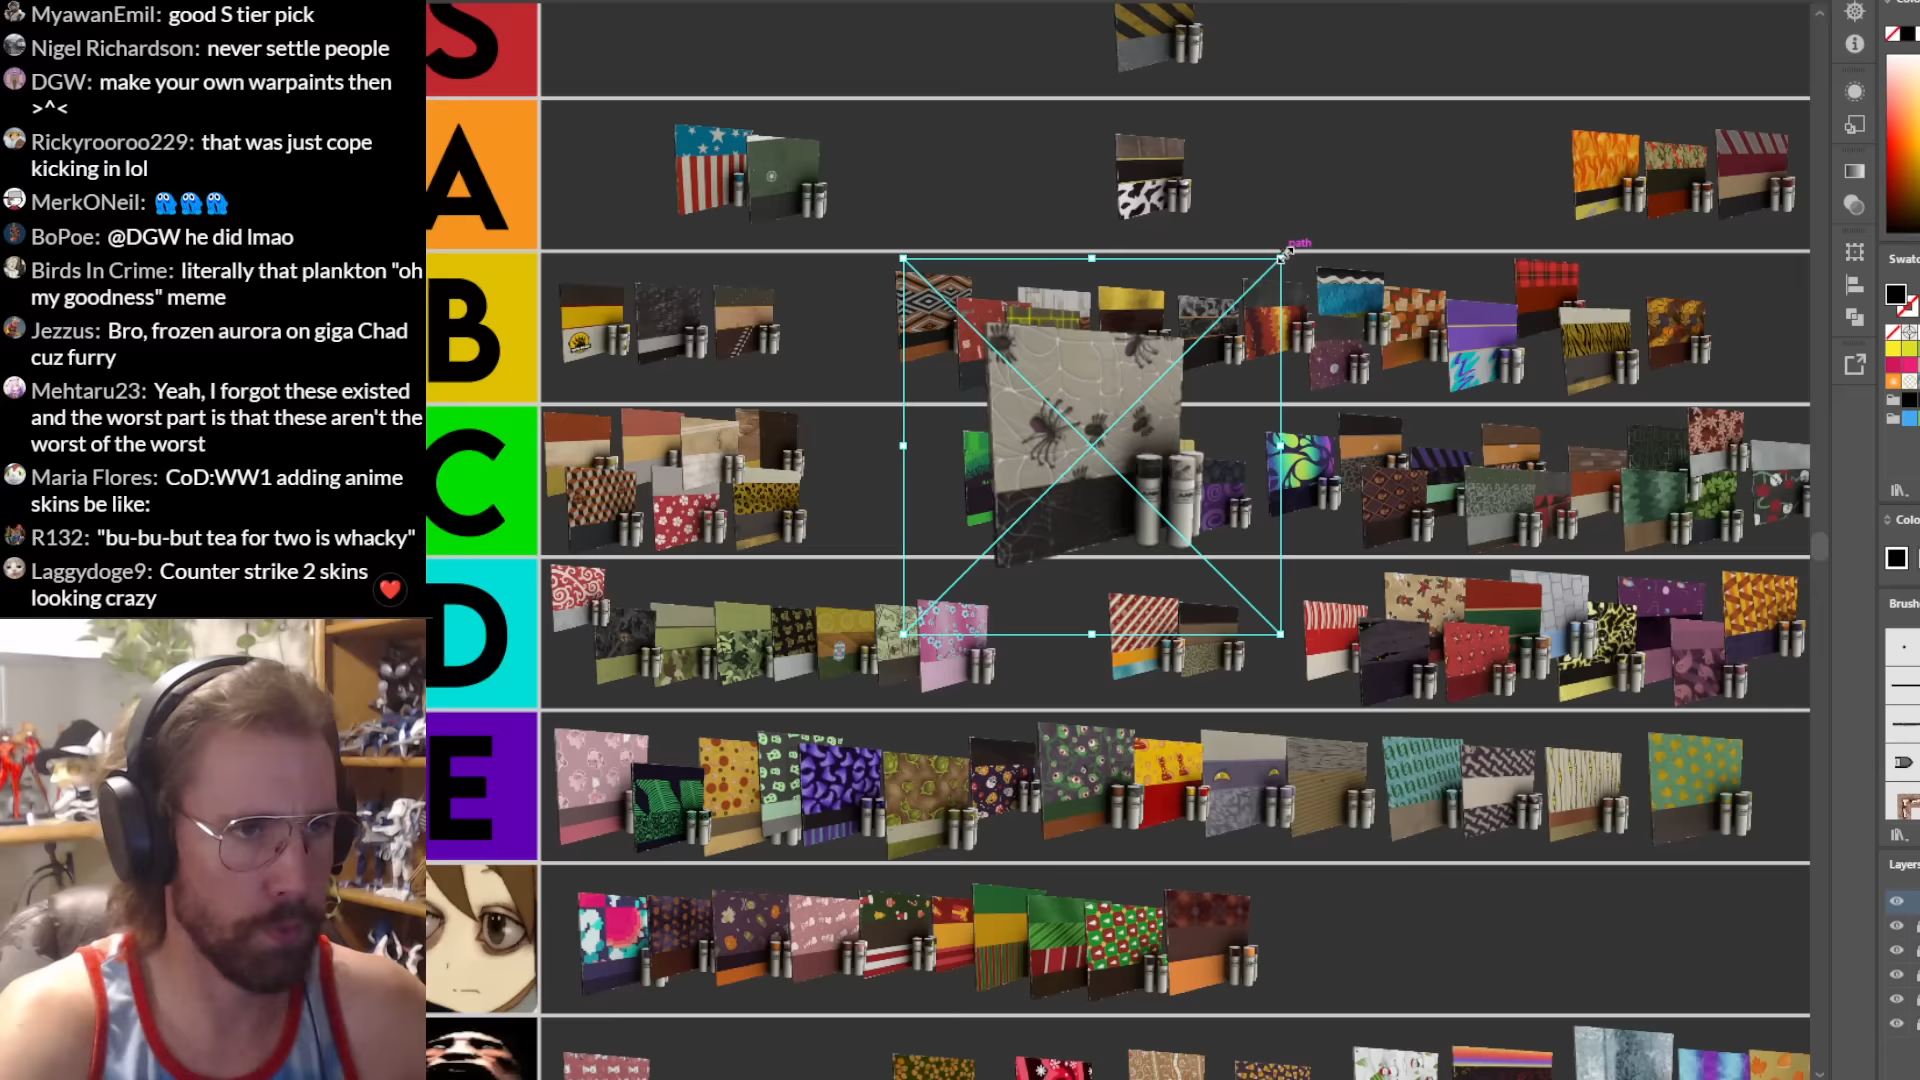 MyawanEmil: good S tier pick
Nigel Richardson: never settle people
DGW: make your own warpaints then
>^<
Rickyrooroo229: that was just cope
kicking in lol
MerkONeil:
BoPoe: @DGW he did lmao
Birds In Crime: literally that plankton "oh
my goodness" meme
Jezzus: Bro, frozen aurora on giga Chad
cuz furry
Mehtaru23: Yeah, I forgot these existed
and the worst part is that these aren't the
worst of the worst
Maria Flores: CoD:WW1 adding anime
skins be like:
R132: "bu-bu-but tea for two is whacky"
Laggydoge9: Counter strike 2 skins
looking crazy
S
A
B
C
D
E
path
Swatc
Colo
Brush
Layers